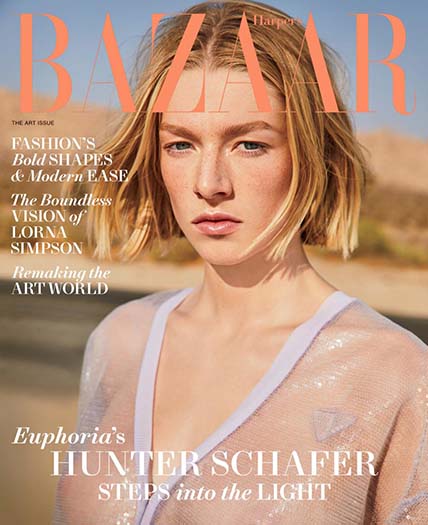 Harper's
BAZAAR
THE ART ISSUE
FASHION'S
Bold SHAPES
& Modern EASE
The Boundless
VISION of
LORNA
SIMPSON
Remaking the
ART WORLD
Euphoria's
HUNTER SCHAFER
STEPS into the LIGHT